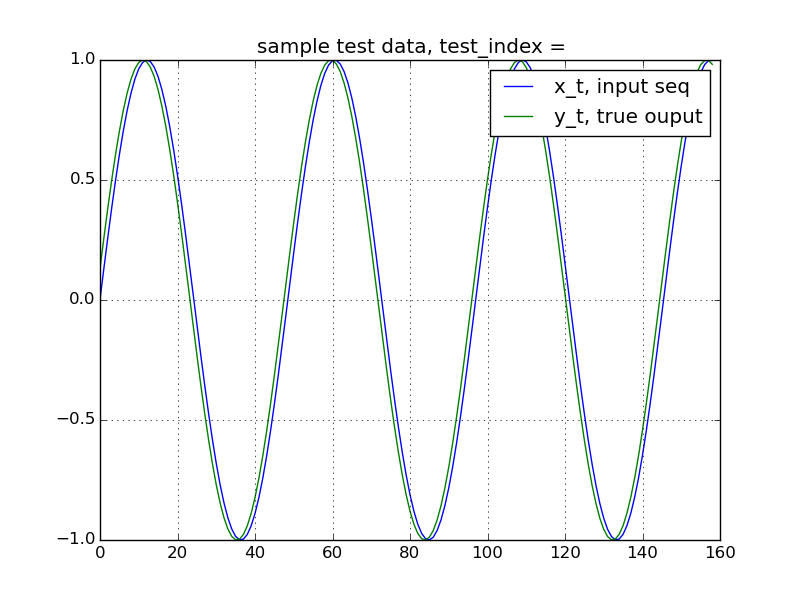 sample test data, test_index =
x_t, input seq
y_t, true ouput
1.0
0.5
0.0
−0.5
−1.0
0 20 40 60 80 100 120 140 160